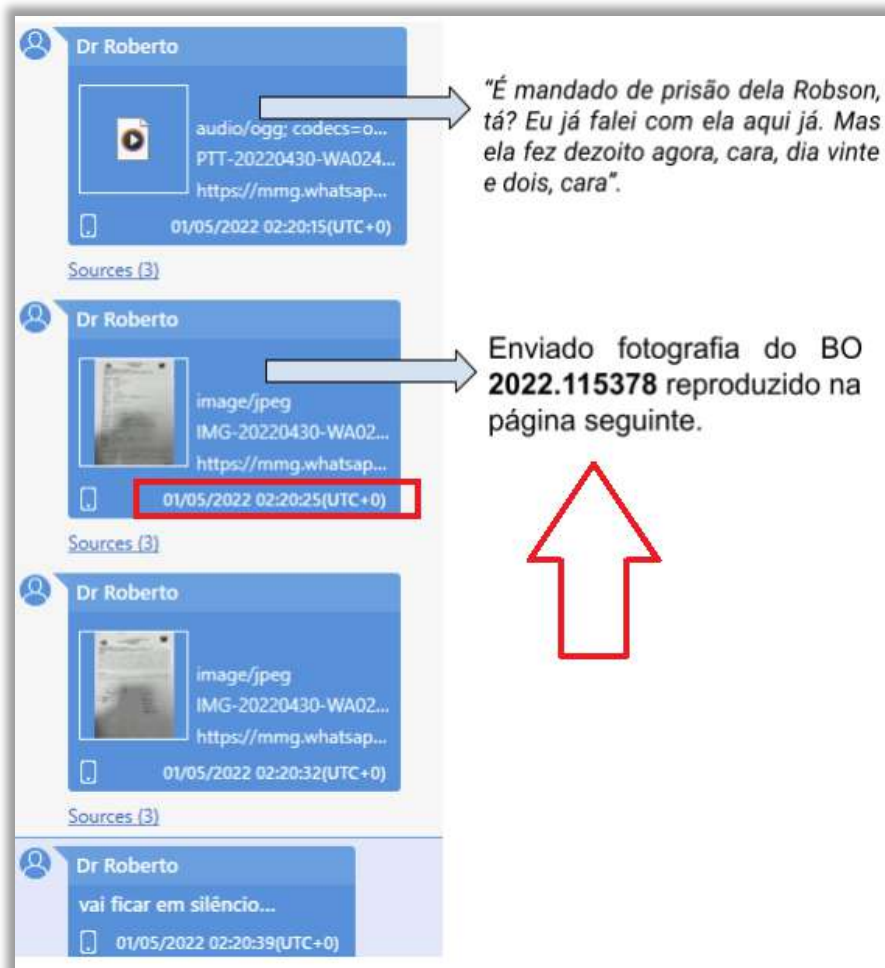 Dr Roberto
audio/ogg; codecs=o...
PTT-20220430-WA024...
https://mmg.whatsap...
01/05/2022 02:20:15(UTC+0)
Sources (3)
"É mandado de prisão dela Robson,
tá? Eu já falei com ela aqui já. Mas
ela fez dezoito agora, cara, dia vinte
e dois, cara".
Dr Roberto
image/jpeg
IMG-20220430-WA02...
https://mmg.whatsap...
01/05/2022 02:20:25(UTC+0)
Sources (3)
Enviado fotografia do BO
2022.115378 reproduzido na
página seguinte.
Dr Roberto
image/jpeg
IMG-20220430-WA02...
https://mmg.whatsap...
01/05/2022 02:20:32(UTC+0)
Sources (3)
Dr Roberto
vai ficar em silêncio...
01/05/2022 02:20:39(UTC+0)